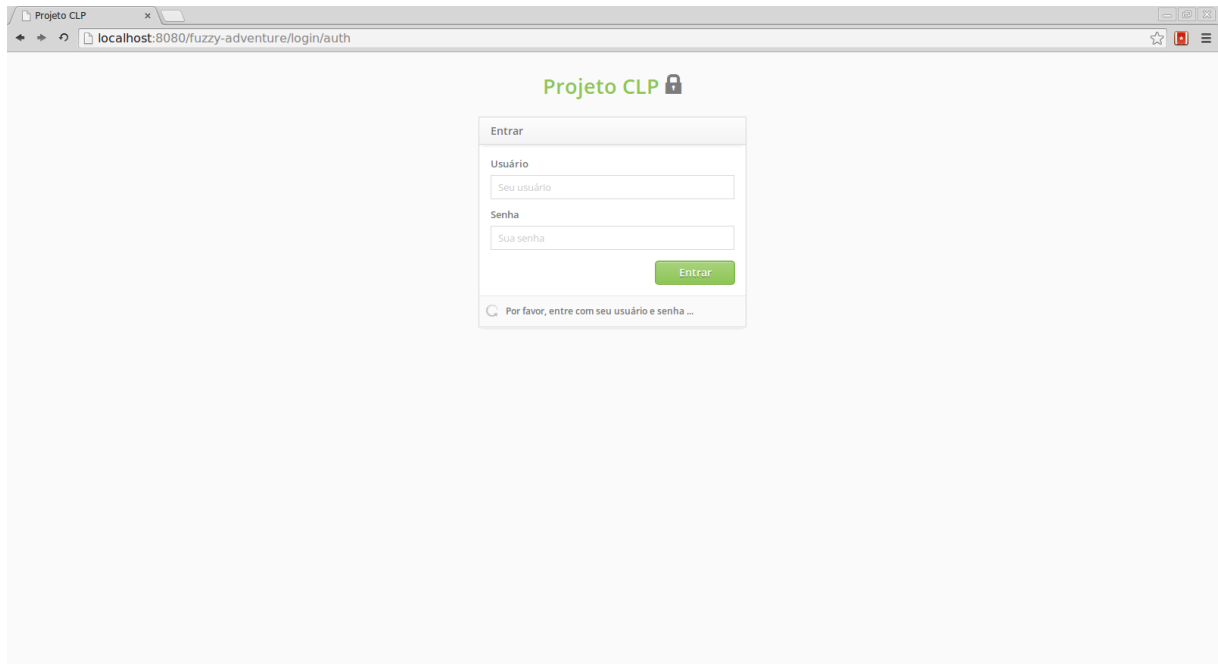 Projeto CLP
localhost:8080/fuzzy-adventure/login/auth
Projeto CLP
Entrar
Usuário
Seu usuário
Senha
Sua senha
Entrar
Por favor, entre com seu usuário e senha ...